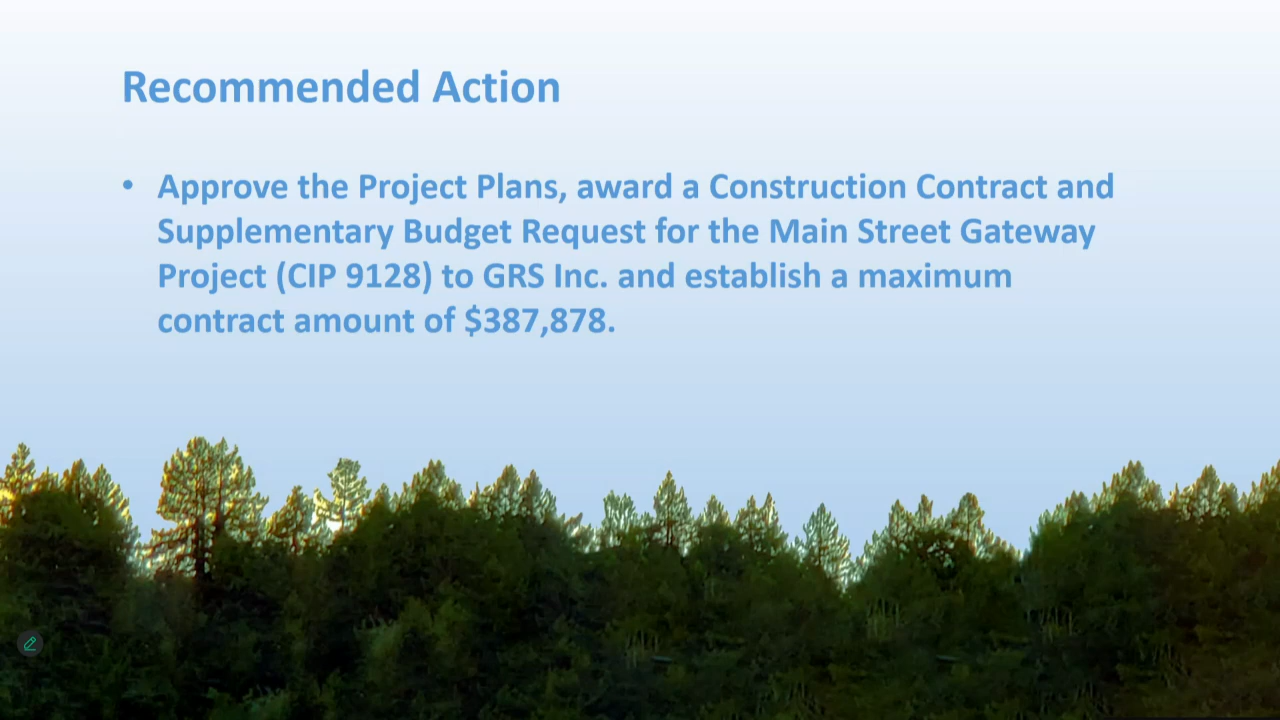 Recommended Action
• Approve the Project Plans, award a Construction Contract and
Supplementary Budget Request for the Main Street Gateway
Project (CIP 9128) to GRS Inc. and establish a maximum
contract amount of $387,878.